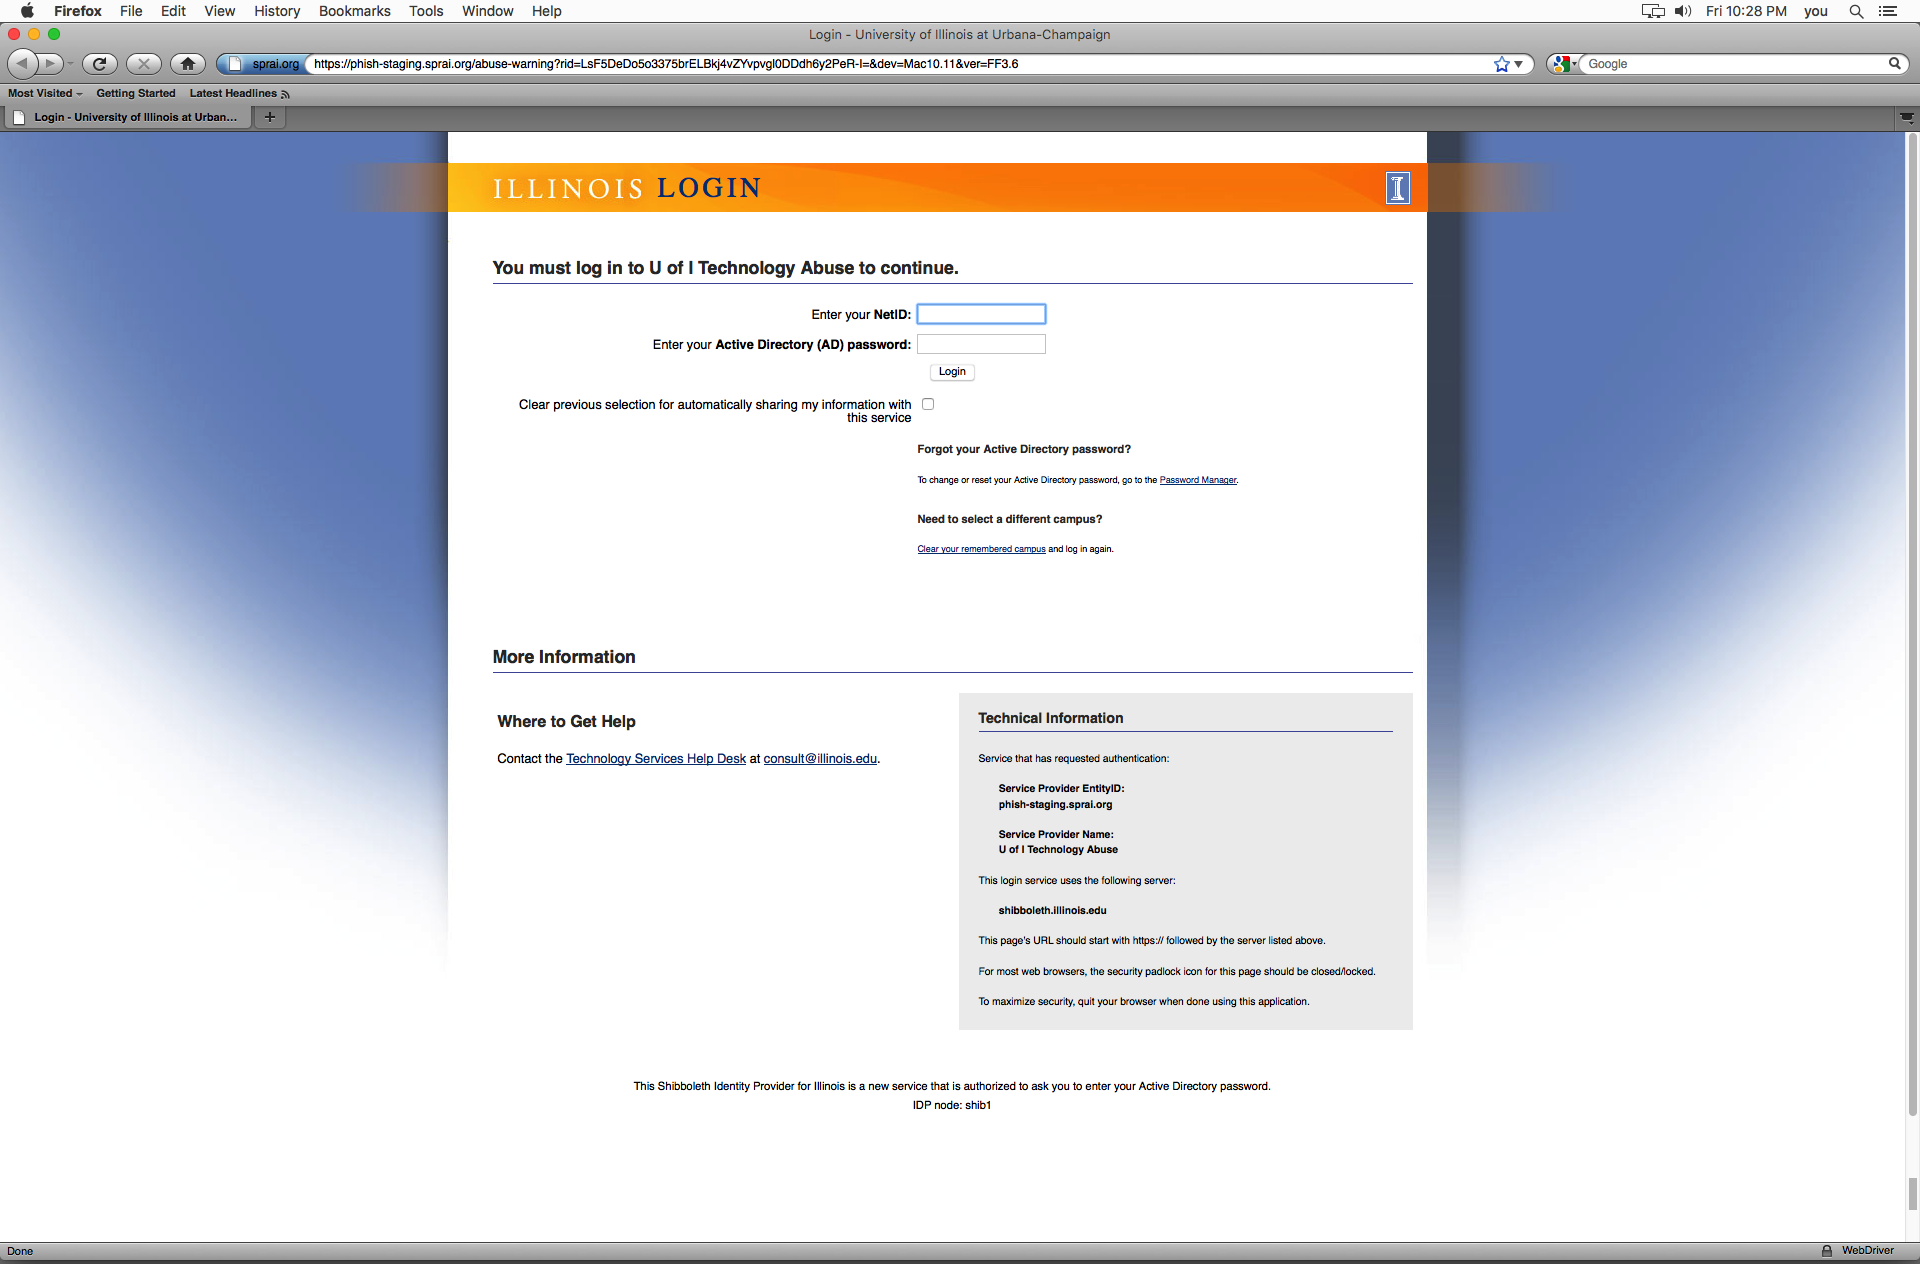 Firefox File Edit View History Bookmarks Tools Window Help Fri 10:28 PM you
Login - University of Illinois at Urbana-Champaign
sprai.org https://phish-staging.sprai.org/abuse-warning?rid=LsF5DeDo5o3375brELBkj4vZYvpvgl0DDdh6y2PeR-I=&dev=Mac10.11&ver=FF3.6 Google
Most Visited Getting Started Latest Headlines
Login - University of Illinois at Urban... +
ILLINOIS LOGIN
You must log in to U of I Technology Abuse to continue.
Enter your NetID:
Enter your Active Directory (AD) password:
Login
Clear previous selection for automatically sharing my information with
this service
Forgot your Active Directory password?
To change or reset your Active Directory password, go to the Password Manager.
Need to select a different campus?
Clear your remembered campus and log in again.
More Information
Where to Get Help
Contact the Technology Services Help Desk at consult@illinois.edu.
Technical Information
Service that has requested authentication:
Service Provider EntityID:
phish-staging.sprai.org
Service Provider Name:
U of I Technology Abuse
This login service uses the following server:
shibboleth.illinois.edu
This page's URL should start with https:// followed by the server listed above.
For most web browsers, the security padlock icon for this page should be closed/locked.
To maximize security, quit your browser when done using this application.
This Shibboleth Identity Provider for Illinois is a new service that is authorized to ask you to enter your Active Directory password.
IDP node: shib1
Done WebDriver